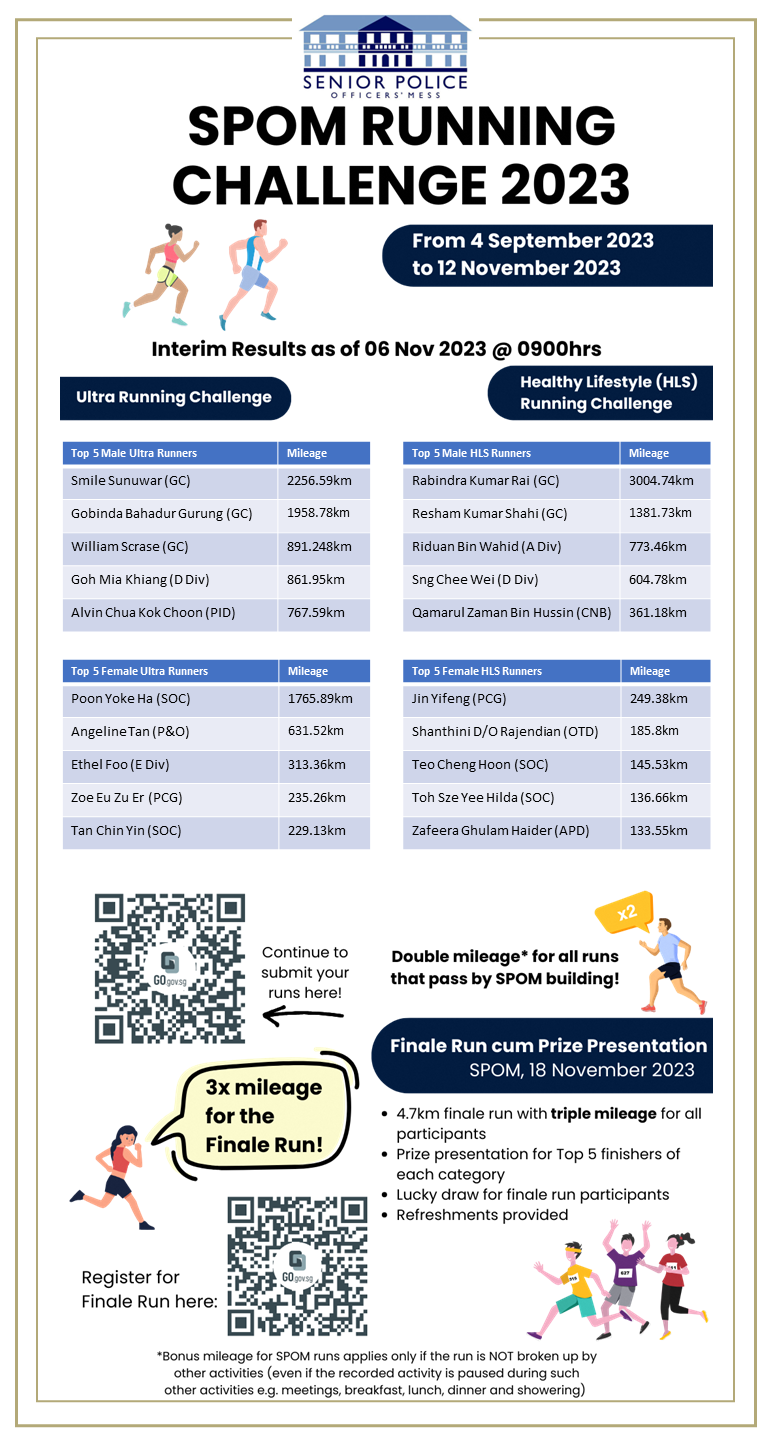 SENIOR POLICE
OFFICERS' MESS
SPOM RUNNING
CHALLENGE 2023
From 4 September 2023
to 12 November 2023
Interim Results as of 06 Nov 2023 @ 0900hrs
Ultra Running Challenge
Healthy Lifestyle (HLS)
Running Challenge
Top 5 Male Ultra Runners Mileage
Smile Sunuwar (GC) 2256.59km
Gobinda Bahadur Gurung (GC) 1958.78km
William Scrase (GC) 891.248km
Goh Mia Khiang (D Div) 861.95km
Alvin Chua Kok Choon (PID) 767.59km
Top 5 Male HLS Runners Mileage
Rabindra Kumar Rai (GC) 3004.74km
Resham Kumar Shahi (GC) 1381.73km
Riduan Bin Wahid (A Div) 773.46km
Sng Chee Wei (D Div) 604.78km
Qamarul Zaman Bin Hussin (CNB) 361.18km
Top 5 Female Ultra Runners Mileage
Poon Yoke Ha (SOC) 1765.89km
Angeline Tan (P&O) 631.52km
Ethel Foo (E Div) 313.36km
Zoe Eu Zu Er (PCG) 235.26km
Tan Chin Yin (SOC) 229.13km
Top 5 Female HLS Runners Mileage
Jin Yifeng (PCG) 249.38km
Shanthini D/O Rajendian (OTD) 185.8km
Teo Cheng Hoon (SOC) 145.53km
Toh Sze Yee Hilda (SOC) 136.66km
Zafeera Ghulam Haider (APD) 133.55km
GO gov.sg
Continue to
submit your
runs here!
x2
Double mileage* for all runs
that pass by SPOM building!
Finale Run cum Prize Presentation
SPOM, 18 November 2023
3x mileage
for the
Finale Run!
• 4.7km finale run with triple mileage for all
participants
• Prize presentation for Top 5 finishers of
each category
• Lucky draw for finale run participants
• Refreshments provided
GO gov.sg
Register for
Finale Run here:
627
*Bonus mileage for SPOM runs applies only if the run is NOT broken up by
other activities (even if the recorded activity is paused during such
other activities e.g. meetings, breakfast, lunch, dinner and showering)